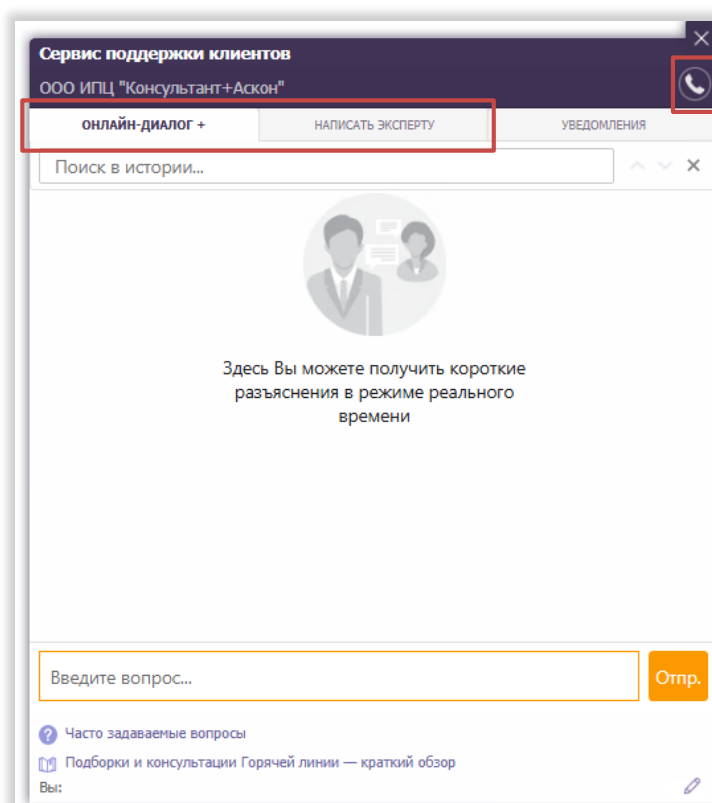 Сервис поддержки клиентов
ООО ИПЦ "Консультант+Аскон"
ОНЛАЙН-ДИАЛОГ + НАПИСАТЬ ЭКСПЕРТУ УВЕДОМЛЕНИЯ
Поиск в истории...
Здесь Вы можете получить короткие
разъяснения в режиме реального
времени
Введите вопрос... Отпр.
Часто задаваемые вопросы
Подборки и консультации Горячей линии — краткий обзор
Вы: